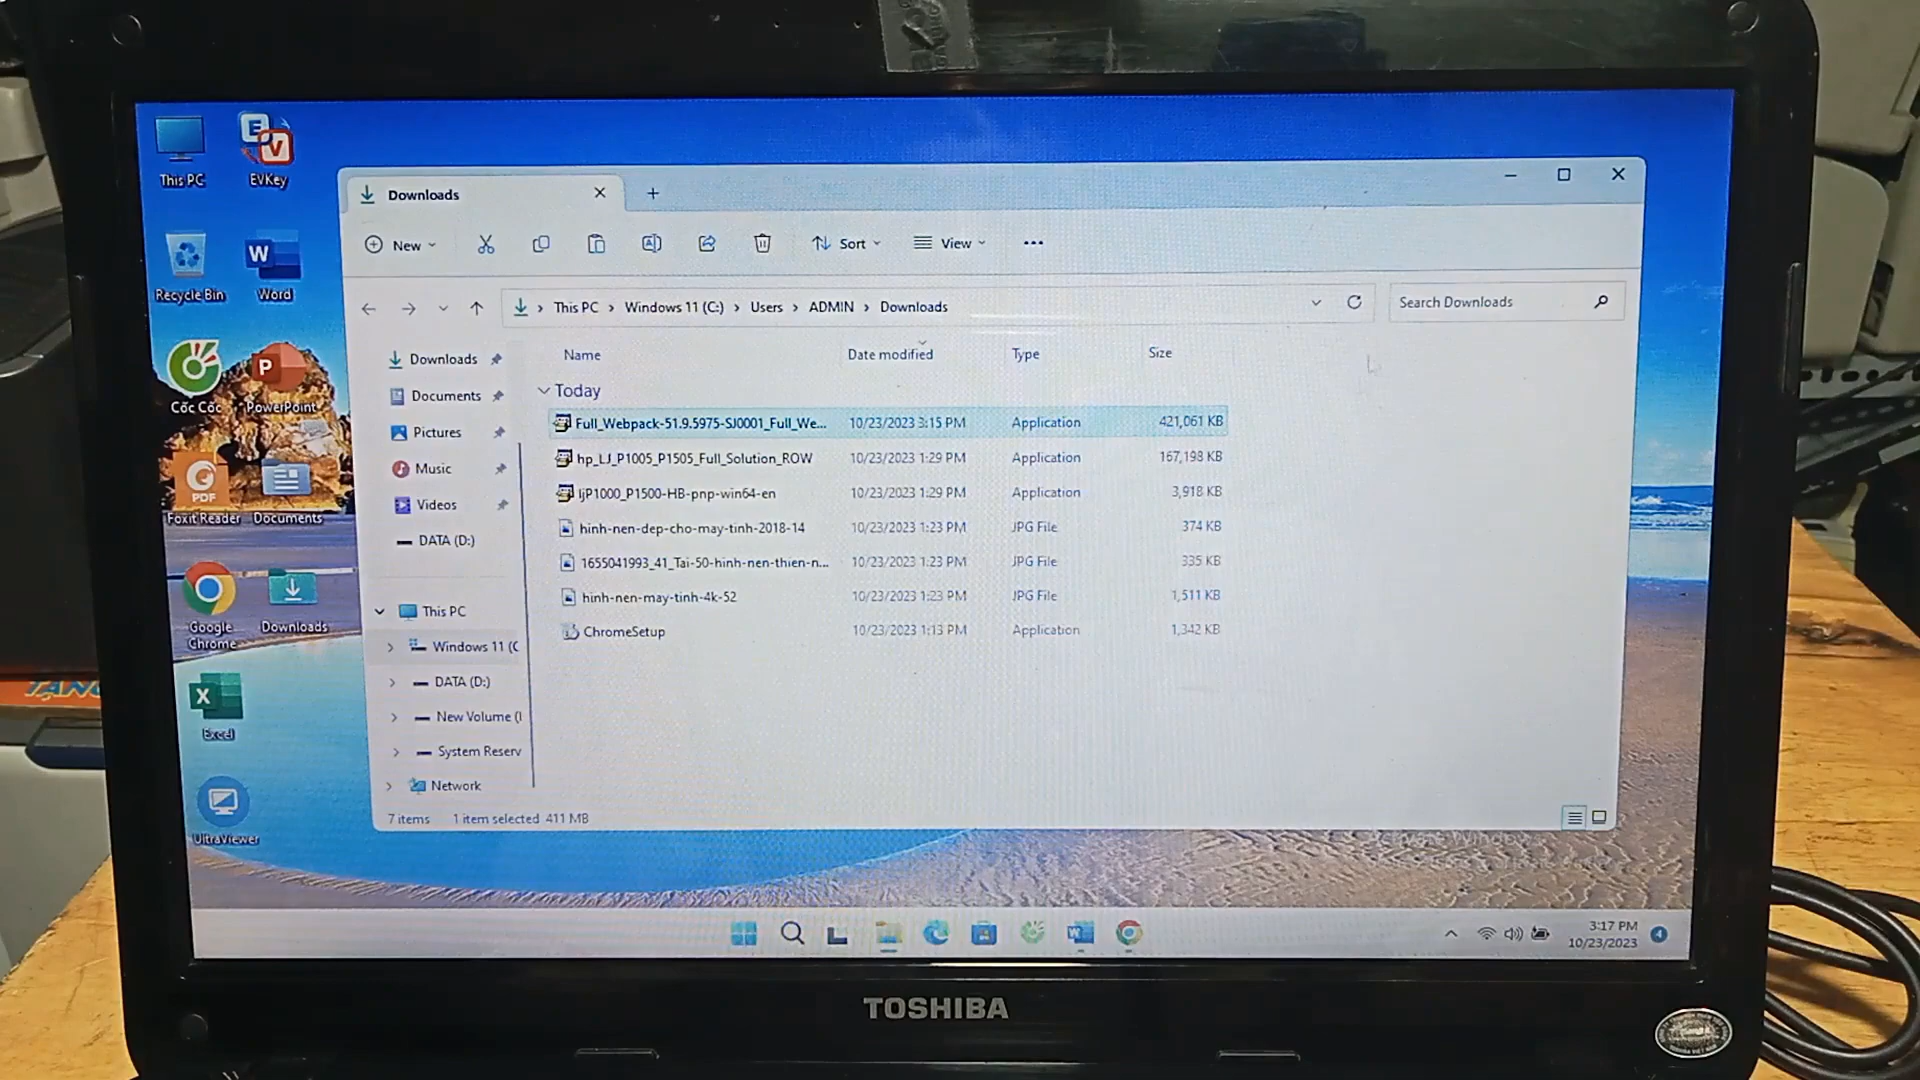 This PC
EVKey
Recycle Bin
Word
Cốc Cốc
PowerPoint
PDF
Foxit Reader
Documents
Google Chrome
Downloads
Excel
UltraViewer
Downloads
New
Sort
View
This PC > Windows 11 (C:) > Users > ADMIN > Downloads
Search Downloads
Downloads
Documents
Pictures
Music
Videos
DATA (D:)
This PC
Windows 11 (C
DATA (D:)
New Volume (
System Reserv
Network
Name Date modified Type Size
Today
Full_Webpack-51.9.5975-SJ0001_Full_We... 10/23/2023 3:15 PM Application 421,061 KB
hp_LJ_P1005_P1505_Full_Solution_ROW 10/23/2023 1:29 PM Application 167,198 KB
ljP1000_P1500-HB-pnp-win64-en 10/23/2023 1:29 PM Application 3,918 KB
hinh-nen-dep-cho-may-tinh-2018-14 10/23/2023 1:23 PM JPG File 374 KB
1655041993_41_Tai-50-hinh-nen-thien-n... 10/23/2023 1:23 PM JPG File 335 KB
hinh-nen-may-tinh-4k-52 10/23/2023 1:23 PM JPG File 1,511 KB
ChromeSetup 10/23/2023 1:13 PM Application 1,342 KB
7 items 1 item selected 411 MB
3:17 PM
10/23/2023
4
TOSHIBA
TẶNG